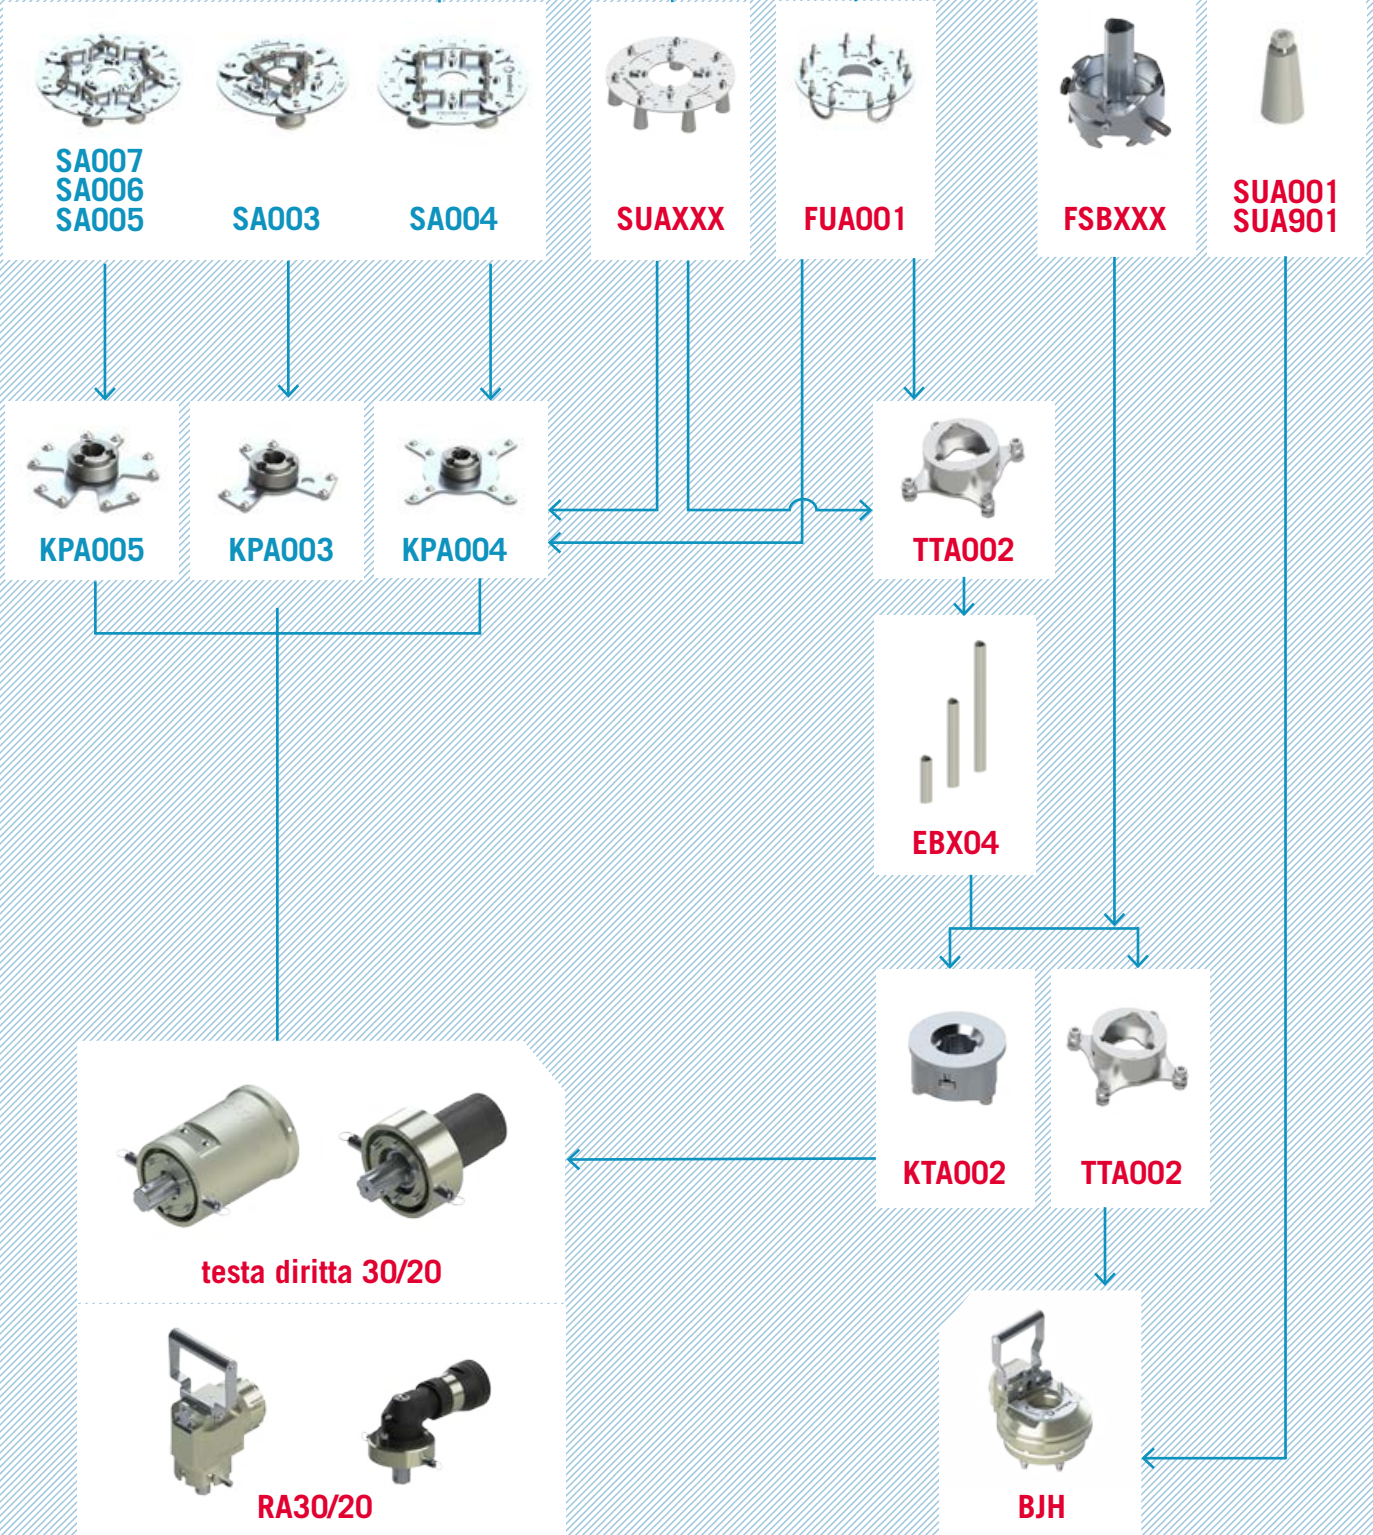 SA007
SA006
SA005
SA003
SA004
SUAXXX
FUA001
FSBXXX
SUA001
SUA901
KPA005
KPA003
KPA004
TTA002
EBX04
KTA002
TTA002
testa diritta 30/20
RA30/20
BJH